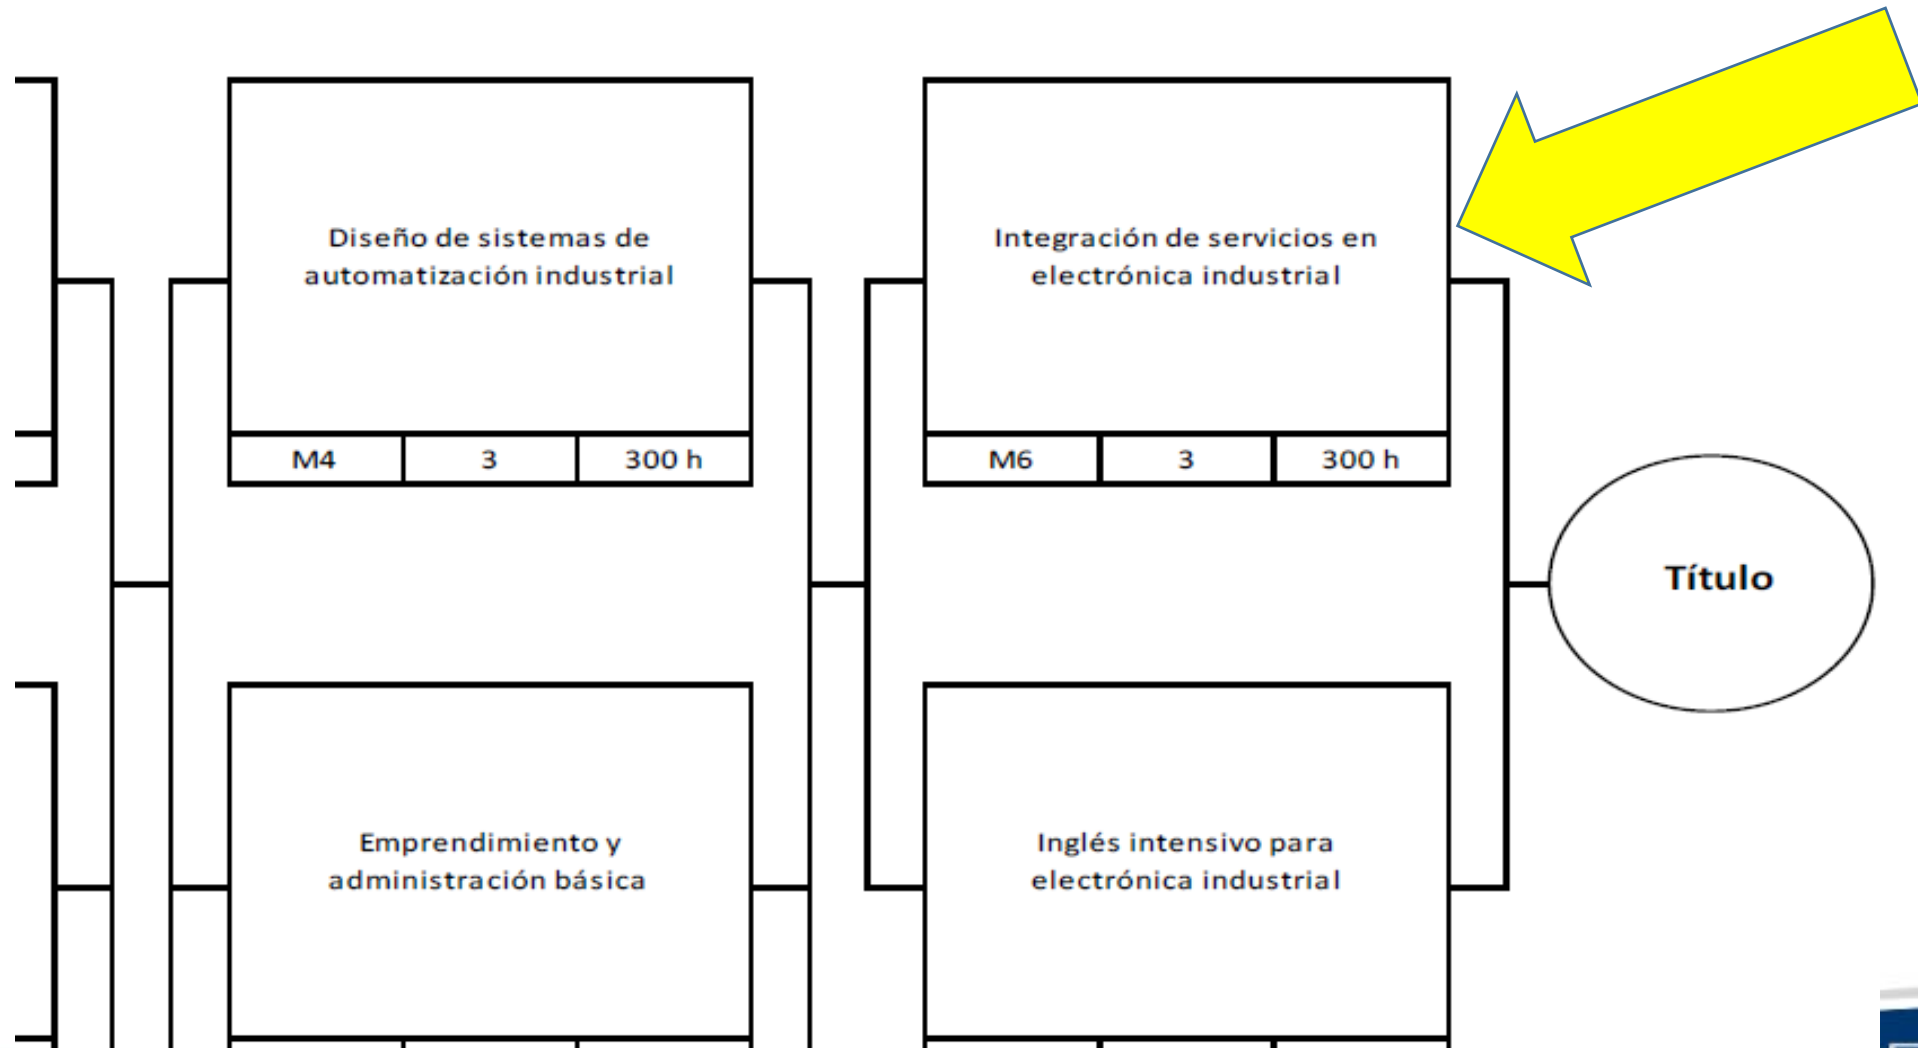 Diseño de sistemas de
automatización industrial
M4 3 300 h
Integración de servicios en
electrónica industrial
M6 3 300 h
Título
Emprendimiento y
administración básica
Inglés intensivo para
electrónica industrial